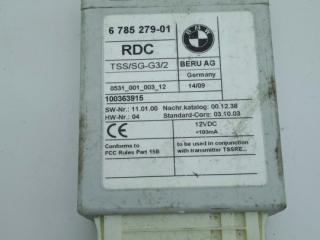 6 785 279-01
BMW
RDC
TSS/SG-G3/2 BERU AG
Germany
0531_001_003_12 14/09
100363915
SW-Nr.: 11.01.00 Nachr.katalog: 00.12.38
HW-Nr.: 04 Standard-Core: 03.10.03
CE 12VDC
<100mA
Conforms to to be used in conjunction
FCC Rules Part 15B with transmitter TSSRE...